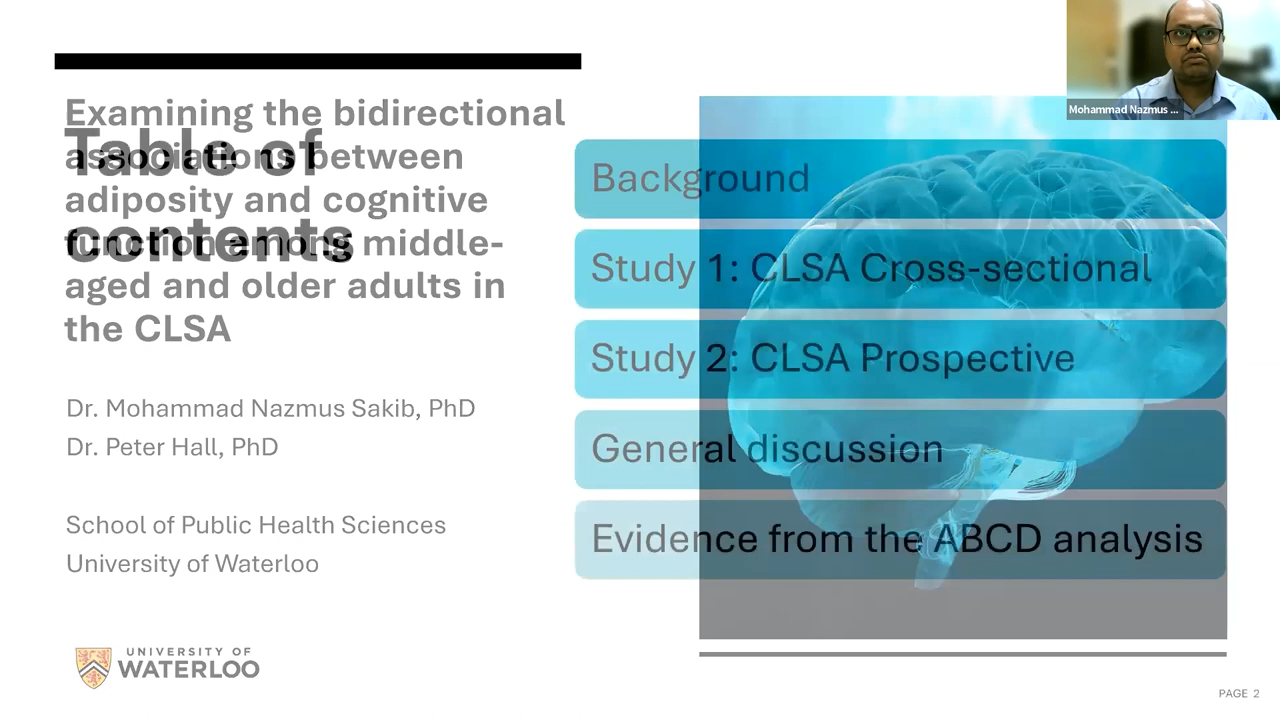 Examining the bidirectional
associations between
adiposity and cognitive
function among middle-
aged and older adults in
the CLSA
Table of
contents
Dr. Mohammad Nazmus Sakib, PhD
Dr. Peter Hall, PhD
School of Public Health Sciences
University of Waterloo
UNIVERSITY OF
WATERLOO
Background
Study 1: CLSA Cross-sectional
Study 2: CLSA Prospective
General discussion
Evidence from the ABCD analysis
Mohammad Nazmus ...
PAGE 2